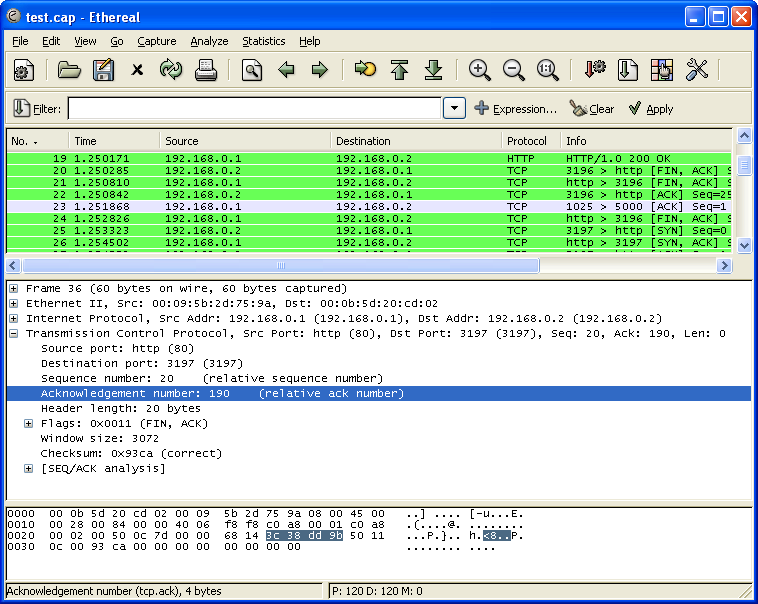 test.cap - Ethereal
File Edit View Go Capture Analyze Statistics Help
Filter: Expression... Clear Apply
No. . Time Source Destination Protocol Info
19 1.250171 192.168.0.1 192.168.0.2 HTTP HTTP/1.0 200 OK
20 1.250285 192.168.0.2 192.168.0.1 TCP 3196 > http [FIN, ACK] S
21 1.250810 192.168.0.1 192.168.0.2 TCP http > 3196 [FIN, ACK] S
22 1.250842 192.168.0.2 192.168.0.1 TCP 3196 > http [ACK] Seq=25
23 1.251868 192.168.0.1 192.168.0.2 TCP 1025 > 5000 [ACK] Seq=1
24 1.252826 192.168.0.1 192.168.0.2 TCP http > 3196 [FIN, ACK] S
25 1.253323 192.168.0.2 192.168.0.1 TCP 3197 > http [SYN] Seq=0
26 1.254502 192.168.0.1 192.168.0.2 TCP http > 3197 [SYN, ACK] S
Frame 36 (60 bytes on wire, 60 bytes captured)
Ethernet II, Src: 00:09:5b:2d:75:9a, Dst: 00:0b:5d:20:cd:02
Internet Protocol, Src Addr: 192.168.0.1 (192.168.0.1), Dst Addr: 192.168.0.2 (192.168.0.2)
Transmission Control Protocol, Src Port: http (80), Dst Port: 3197 (3197), Seq: 20, Ack: 190, Len: 0
Source port: http (80)
Destination port: 3197 (3197)
Sequence number: 20 (relative sequence number)
Acknowledgement number: 190 (relative ack number)
Header length: 20 bytes
Flags: 0x0011 (FIN, ACK)
Window size: 3072
Checksum: 0x93ca (correct)
[SEQ/ACK analysis]
0000 00 0b 5d 20 cd 02 00 09 5b 2d 75 9a 08 00 45 00 ..] .... [-u...E.
0010 00 28 00 84 00 00 40 06 f8 f8 c0 a8 00 01 c0 a8 .(....@. ........
0020 00 02 00 50 0c 7d 00 00 68 14 3c 38 dd 9b 50 11 ...P.}.. h.<8..P.
0030 0c 00 93 ca 00 00 00 00 00 00 00 00 ........ ....
Acknowledgement number (tcp.ack), 4 bytes P: 120 D: 120 M: 0